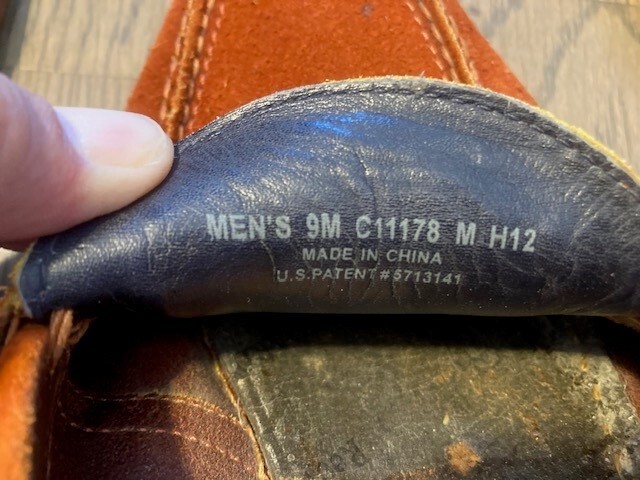 MEN'S 9M C11178 M H12
MADE IN CHINA
U.S.PATENT #5713141